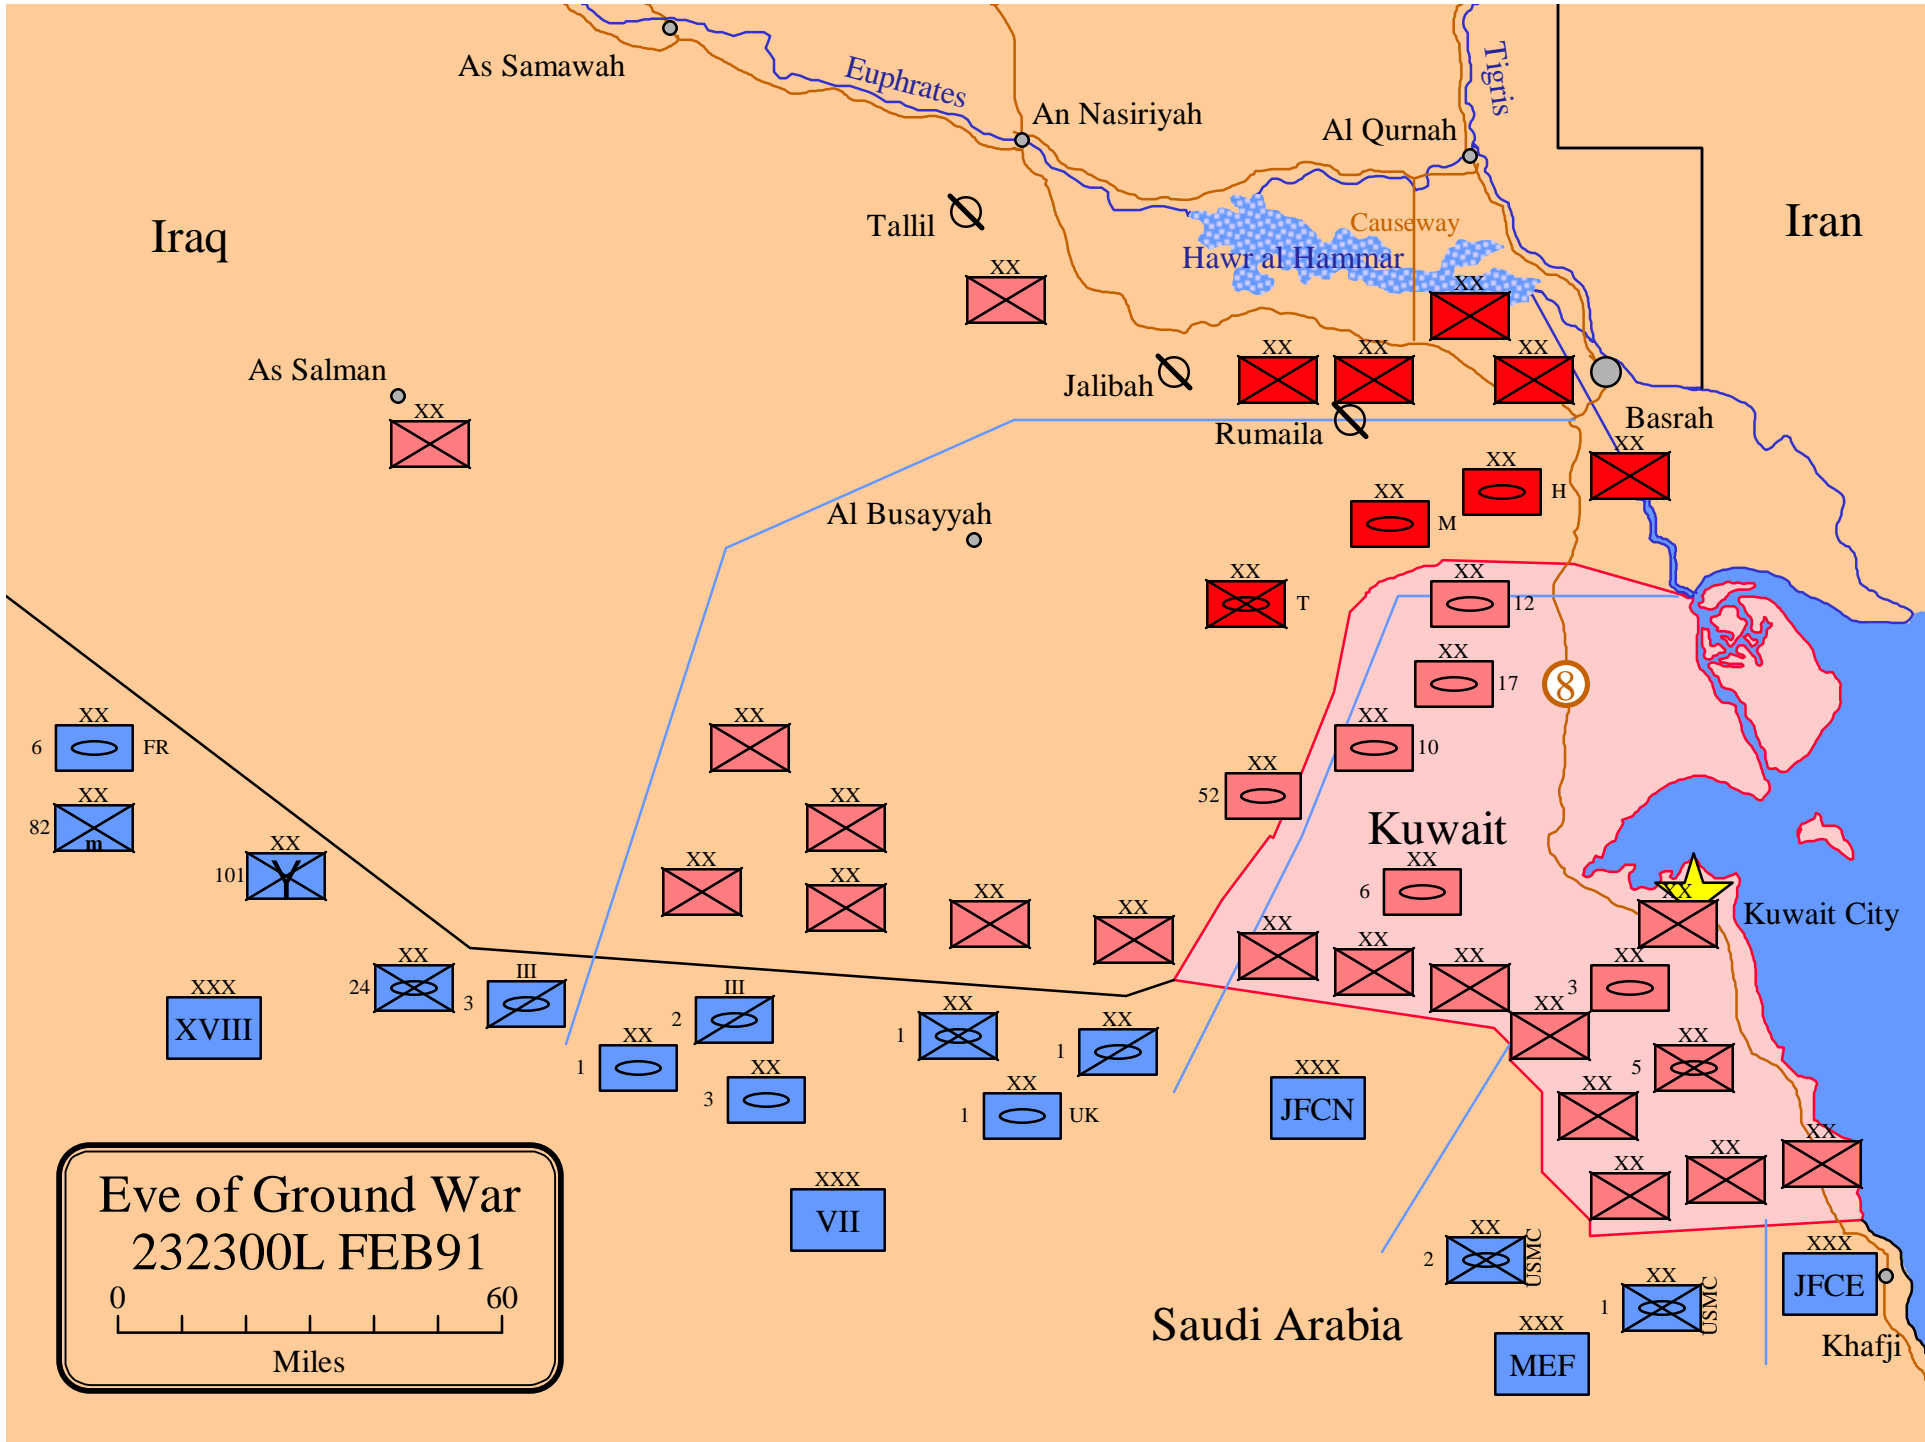 As Samawah
Euphrates
Tigris
An Nasiriyah
Al Qurnah
Iraq
Tallil
Causeway
Iran
Hawr al Hammar
XX
XX
As Salman
XX
Jalibah
XX
XX
XX
Rumaila
Basrah
XX
XX
H
XX
M
Al Busayyah
XX
T
XX
12
XX
17
8
XX
6
FR
XX
XX
10
XX
52
XX
82
m
XX
Kuwait
XX
101
XX
XX
XX
6
XX
Kuwait City
XX
XX
XX
XX
XX
XX
24
III
3
XX
3
XXX
XVIII
III
2
XX
1
XX
1
XX
XX
1
XX
5
XX
3
XX
1
UK
XXX
JFCN
XX
XX
XX
XX
Eve of Ground War
232300L FEB91
0
60
Miles
XXX
VII
XX
2
USMC
XX
1
USMC
XXX
JFCE
Saudi Arabia
XXX
MEF
Khafji